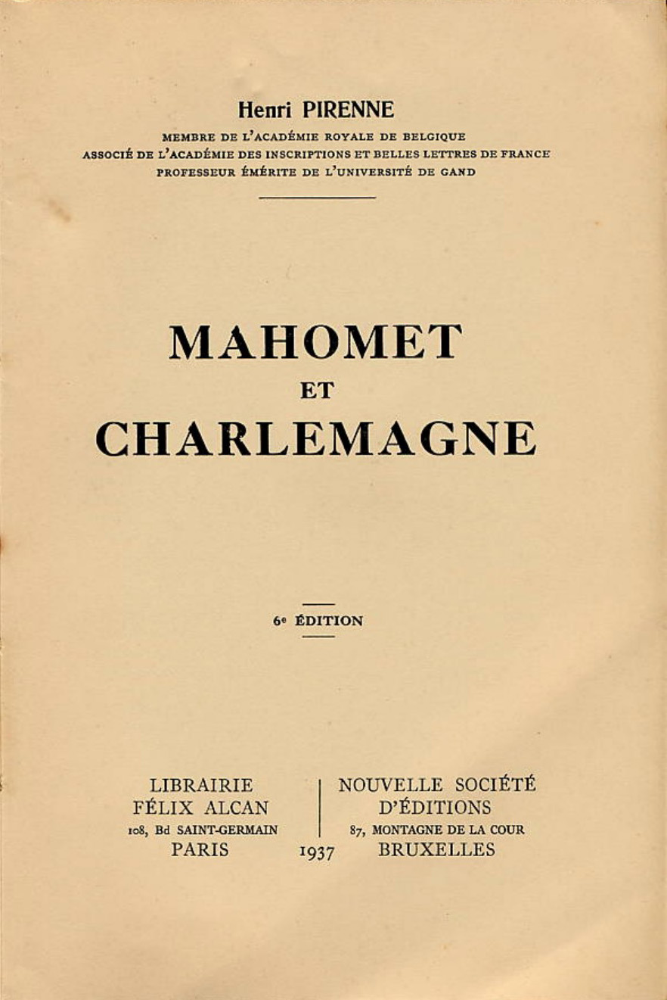 Henri PIRENNE
MEMBRE DE L'ACADÉMIE ROYALE DE BELGIQUE
ASSOCIÉ DE L'ACADÉMIE DES INSCRIPTIONS ET BELLES LETTRES DE FRANCE
PROFESSEUR ÉMÉRITE DE L'UNIVERSITÉ DE GAND
MAHOMET
ET
CHARLEMAGNE
6e ÉDITION
LIBRAIRIE
FÉLIX ALCAN
108, Bd SAINT-GERMAIN
PARIS
1937
NOUVELLE SOCIÉTÉ
D'ÉDITIONS
87, MONTAGNE DE LA COUR
BRUXELLES